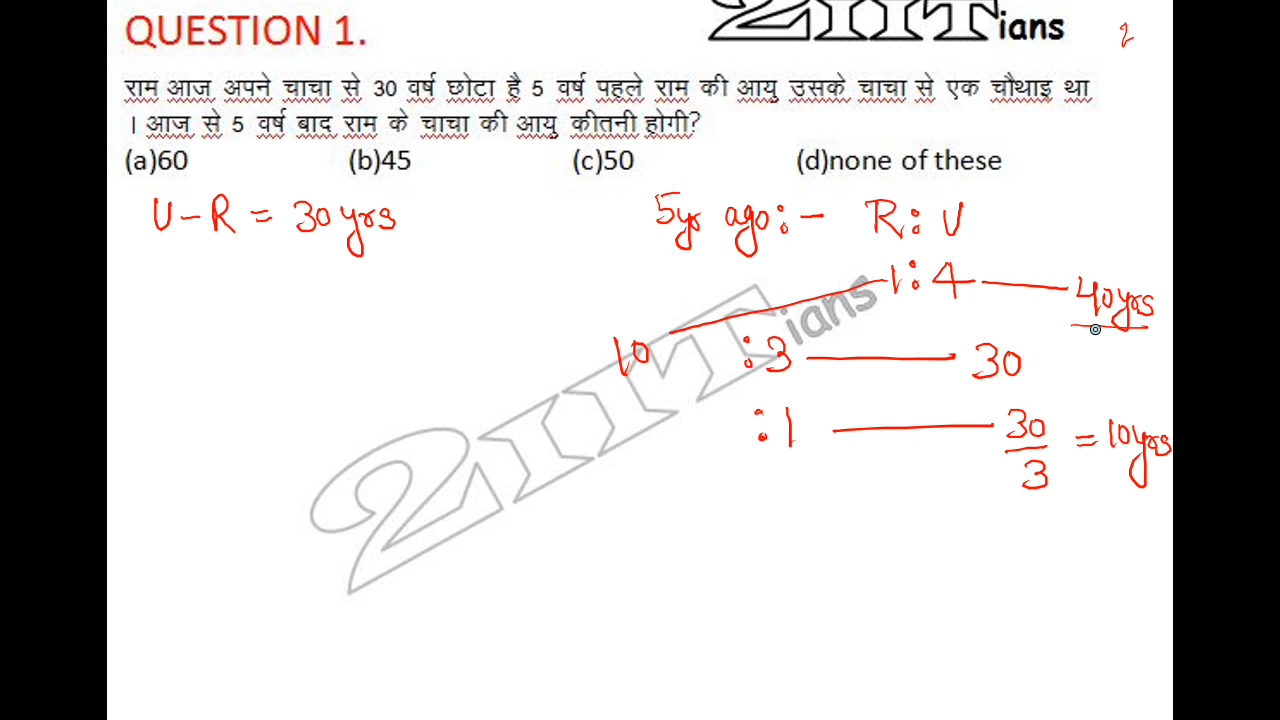 QUESTION 1.
2IITians
2
राम आज अपने चाचा से 30 वर्ष छोटा है 5 वर्ष पहले राम की आयु उसके चाचा से एक चौथाइ था
। आज से 5 वर्ष बाद राम के चाचा की आयु कीतनी होगी?
(a)60 (b)45 (c)50 (d)none of these
U - R = 30 yrs 5yr ago :- R : U
1 : 4 — 40yrs
10 : 3 — 30
: 1 — 30/3 = 10yrs
2IITians